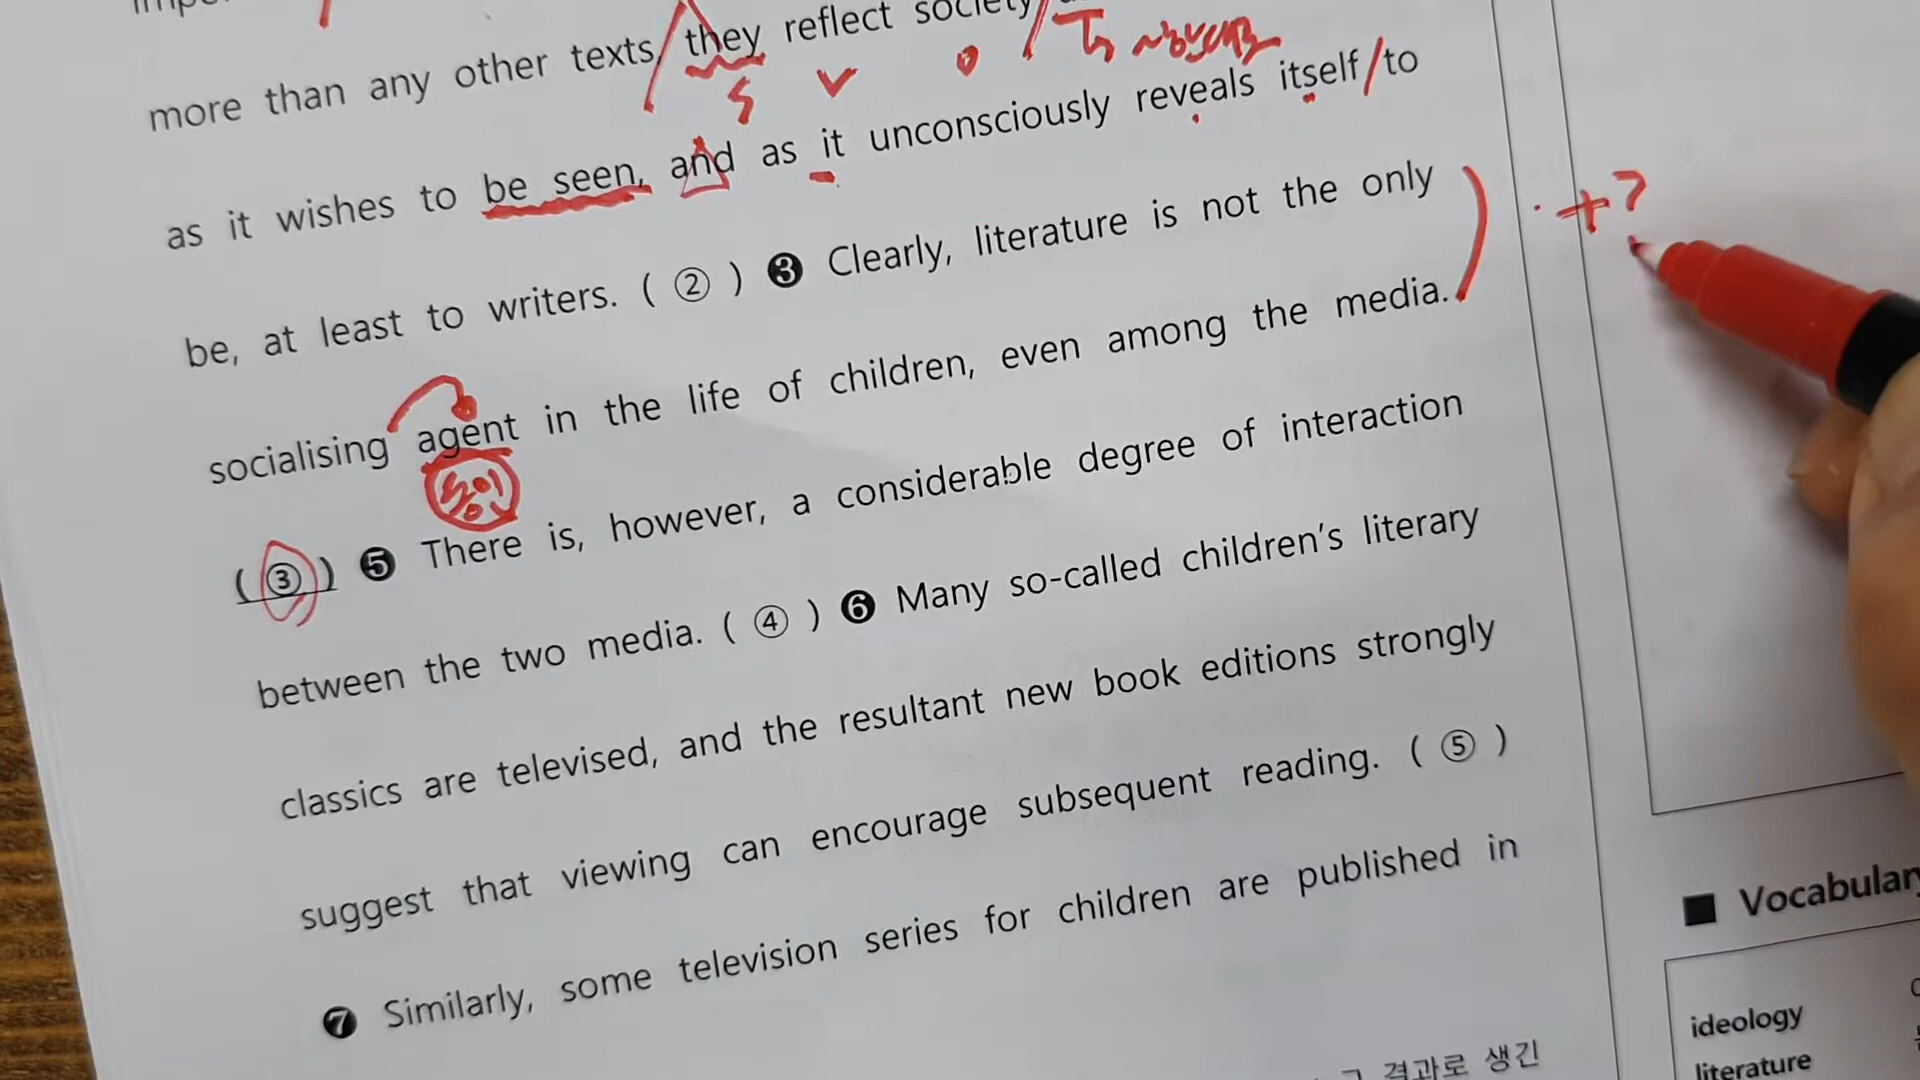 more than any other texts, they reflect society
S V O
as it wishes to be seen, and as it unconsciously reveals itself to
be, at least to writers. ( ② ) ❸ Clearly, literature is not the only
+?
socialising agent in the life of children, even among the media.
동인
( ③ ) ❺ There is, however, a considerable degree of interaction
between the two media. ( ④ ) ❻ Many so-called children's literary
classics are televised, and the resultant new book editions strongly
suggest that viewing can encourage subsequent reading. ( ⑤ )
❼ Similarly, some television series for children are published in
결과로 생긴
■ Vocabulary
ideology
literature